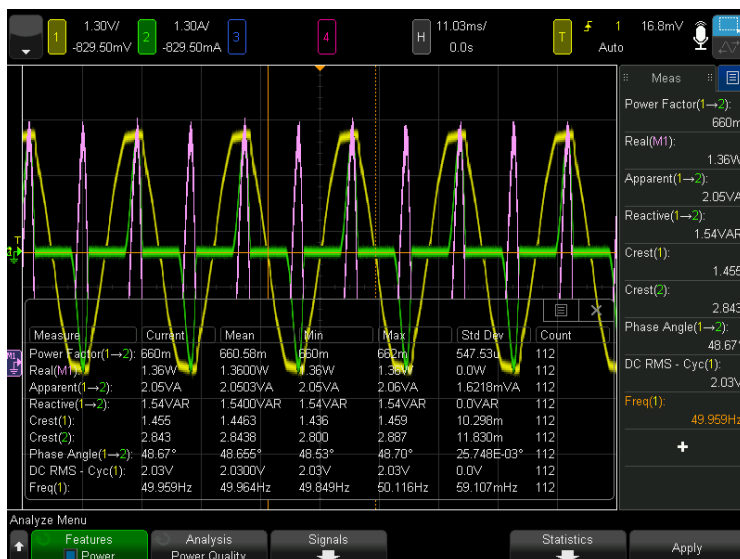 1 1.30V/ -829.50mV 2 1.30A/ -829.50mA 3 4 H 11.03ms/ 0.0s T 1 16.8mV Auto
Meas
Power Factor(1→2): 660m
Real(M1): 1.36W
Apparent(1→2): 2.05VA
Reactive(1→2): 1.54VAR
Crest(1): 1.455
Crest(2): 2.843
Phase Angle(1→2): 48.67°
DC RMS - Cyc(1): 2.03V
Freq(1): 49.959Hz
+
T
M1
Measure Current Mean Min Max Std Dev Count
Power Factor(1→2): 660m 660.58m 660m 662m 547.53u 112
Real(M1): 1.36W 1.3600W 1.36W 1.36W 0.0W 112
Apparent(1→2): 2.05VA 2.0503VA 2.05VA 2.06VA 1.6218mVA 112
Reactive(1→2): 1.54VAR 1.5400VAR 1.54VAR 1.54VAR 0.0VAR 112
Crest(1): 1.455 1.4463 1.436 1.459 10.298m 112
Crest(2): 2.843 2.8438 2.800 2.887 11.830m 112
Phase Angle(1→2): 48.67° 48.655° 48.53° 48.70° 25.748E-03° 112
DC RMS - Cyc(1): 2.03V 2.0300V 2.03V 2.03V 0.0V 112
Freq(1): 49.959Hz 49.964Hz 49.849Hz 50.116Hz 59.107mHz 112
Analyze Menu
Features Power
Analysis Power Quality
Signals
Statistics
Apply